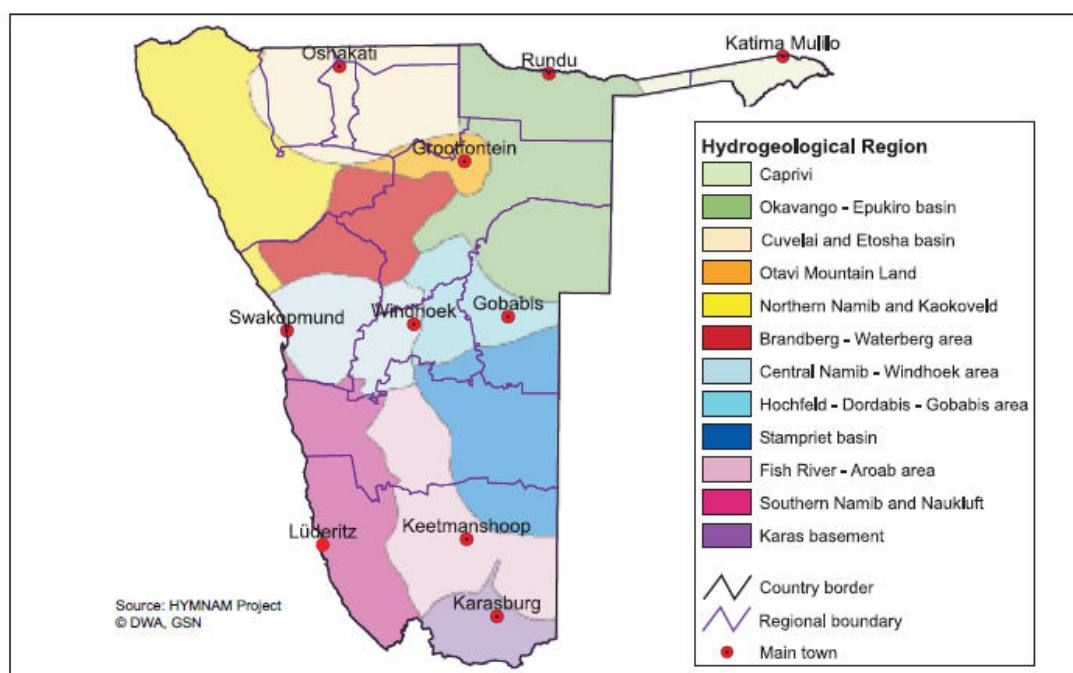 Oshakati
Rundu
Katima Mulilo
Grootfontein
Swakopmund
Windhoek
Gobabis
Lüderitz
Keetmanshoop
Karasburg
Source: HYMNAM Project
© DWA, GSN
Hydrogeological Region
Caprivi
Okavango - Epukiro basin
Cuvelai and Etosha basin
Otavi Mountain Land
Northern Namib and Kaokoveld
Brandberg - Waterberg area
Central Namib - Windhoek area
Hochfeld - Dordabis - Gobabis area
Stampriet basin
Fish River - Aroab area
Southern Namib and Naukluft
Karas basement
Country border
Regional boundary
Main town